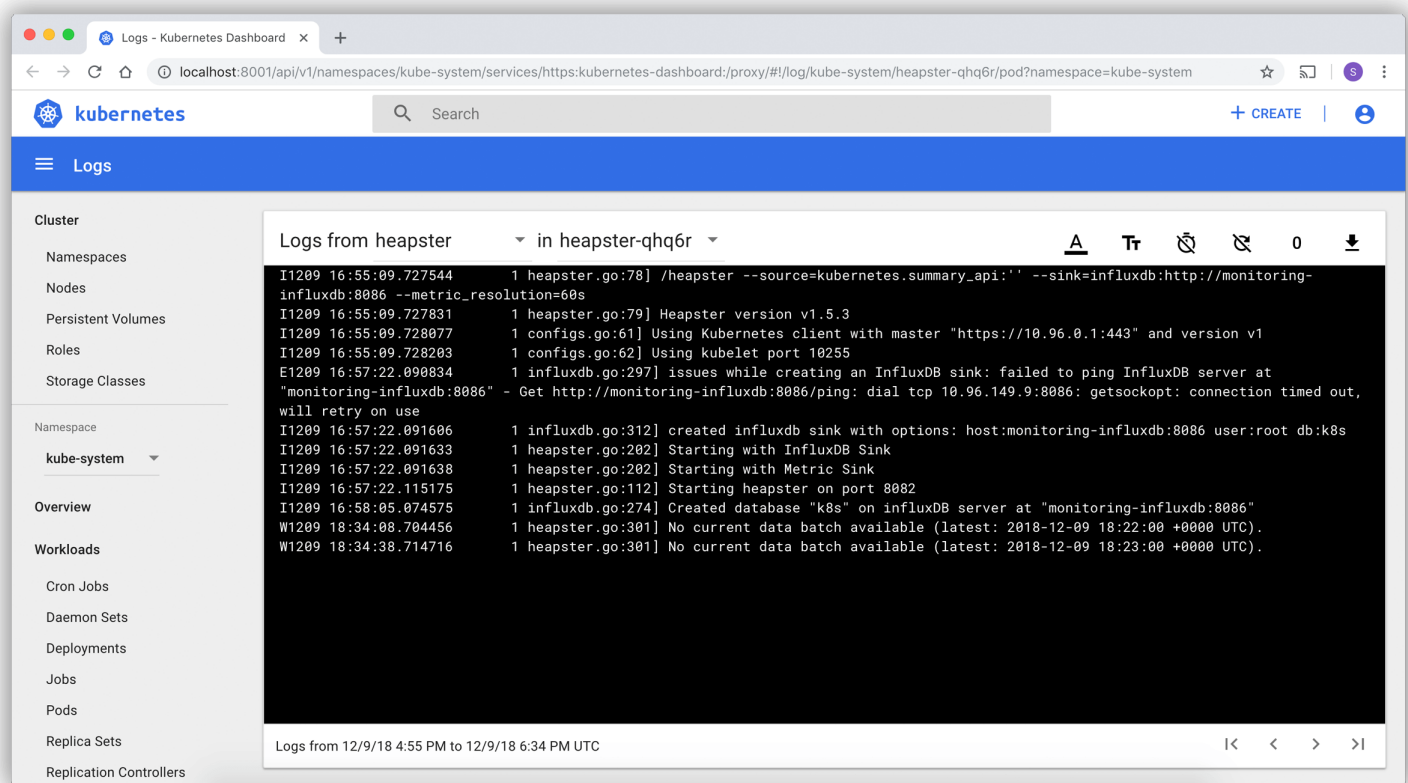 Logs - Kubernetes Dashboard
localhost:8001/api/v1/namespaces/kube-system/services/https:kubernetes-dashboard:/proxy/#!/log/kube-system/heapster-qhq6r/pod?namespace=kube-system
S
kubernetes
Search
+ CREATE
Logs
Cluster
Namespaces
Nodes
Persistent Volumes
Roles
Storage Classes
Namespace
kube-system
Overview
Workloads
Cron Jobs
Daemon Sets
Deployments
Jobs
Pods
Replica Sets
Replication Controllers
Logs from heapster in heapster-qhq6r
A TT 0
I1209 16:55:09.727544 1 heapster.go:78] /heapster --source=kubernetes.summary_api:'' --sink=influxdb:http://monitoring-
influxdb:8086 --metric_resolution=60s
I1209 16:55:09.727831 1 heapster.go:79] Heapster version v1.5.3
I1209 16:55:09.728077 1 configs.go:61] Using Kubernetes client with master "https://10.96.0.1:443" and version v1
I1209 16:55:09.728203 1 configs.go:62] Using kubelet port 10255
E1209 16:57:22.090834 1 influxdb.go:297] issues while creating an InfluxDB sink: failed to ping InfluxDB server at
"monitoring-influxdb:8086" - Get http://monitoring-influxdb:8086/ping: dial tcp 10.96.149.9:8086: getsockopt: connection timed out,
will retry on use
I1209 16:57:22.091606 1 influxdb.go:312] created influxdb sink with options: host:monitoring-influxdb:8086 user:root db:k8s
I1209 16:57:22.091633 1 heapster.go:202] Starting with InfluxDB Sink
I1209 16:57:22.091638 1 heapster.go:202] Starting with Metric Sink
I1209 16:57:22.115175 1 heapster.go:112] Starting heapster on port 8082
I1209 16:58:05.074575 1 influxdb.go:274] Created database "k8s" on influxDB server at "monitoring-influxdb:8086"
W1209 18:34:08.704456 1 heapster.go:301] No current data batch available (latest: 2018-12-09 18:22:00 +0000 UTC).
W1209 18:34:38.714716 1 heapster.go:301] No current data batch available (latest: 2018-12-09 18:23:00 +0000 UTC).
Logs from 12/9/18 4:55 PM to 12/9/18 6:34 PM UTC